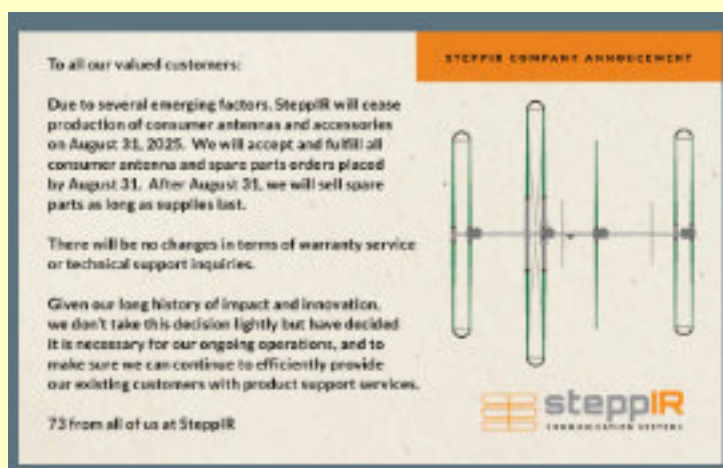 To all our valued customers:
STEPPIR COMPANY ANNOUCEMENT
Due to several emerging factors, SteppIR will cease
production of consumer antennas and accessories
on August 31, 2025. We will accept and fulfill all
consumer antenna and spare parts orders placed
by August 31. After August 31, we will sell spare
parts as long as supplies last.
There will be no changes in terms of warranty service
or technical support inquiries.
Given our long history of impact and innovation,
we don't take this decision lightly but have decided
it is necessary for our ongoing operations, and to
make sure we can continue to efficiently provide
our existing customers with product support services.
73 from all of us at SteppIR
steppIR
COMMUNICATION SYSTEMS